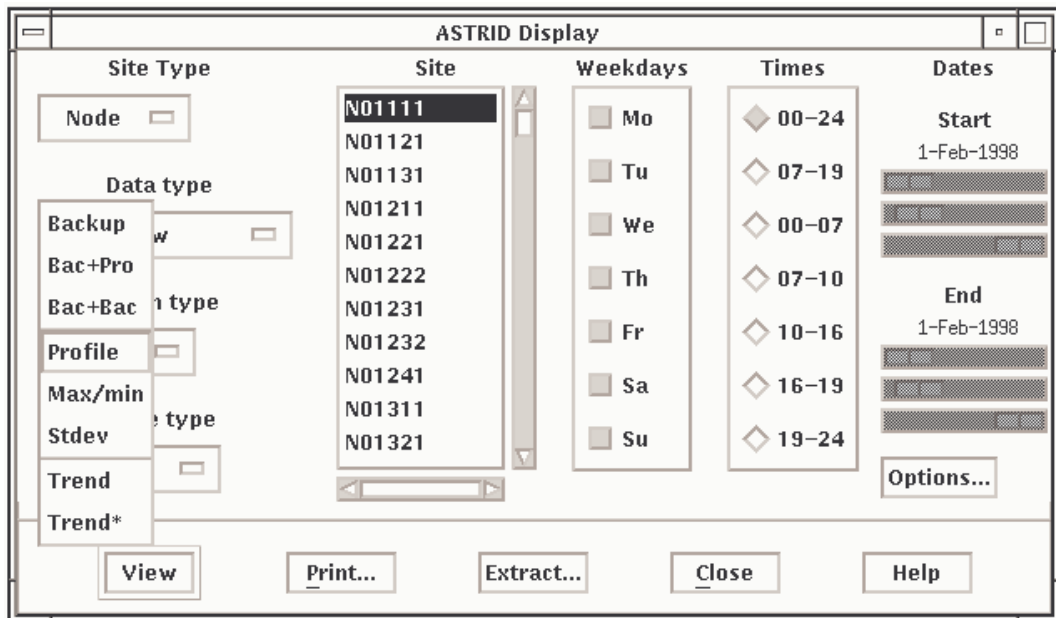 ASTRID Display
Site Type
Node
Data type
w
Backup
Bac+Pro
Bac+Bac
n type
Profile
Max/min
Stdev
e type
Trend
Trend*
Site
N01111
N01121
N01131
N01211
N01221
N01222
N01231
N01232
N01241
N01311
N01321
Weekdays
Mo
Tu
We
Th
Fr
Sa
Su
Times
00-24
07-19
00-07
07-10
10-16
16-19
19-24
Dates
Start
1-Feb-1998
End
1-Feb-1998
Options...
View
Print...
Extract...
Close
Help